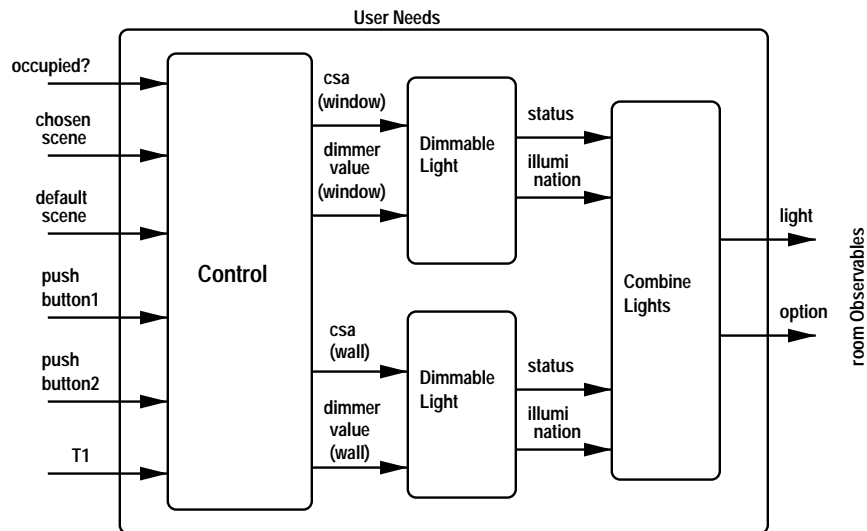 User Needs
occupied?
chosen
scene
default
scene
push
button1
push
button2
T1
Control
csa
(window)
dimmer
value
(window)
csa
(wall)
dimmer
value
(wall)
Dimmable
Light
Dimmable
Light
status
illumi
nation
status
illumi
nation
Combine
Lights
light
option
room Observables